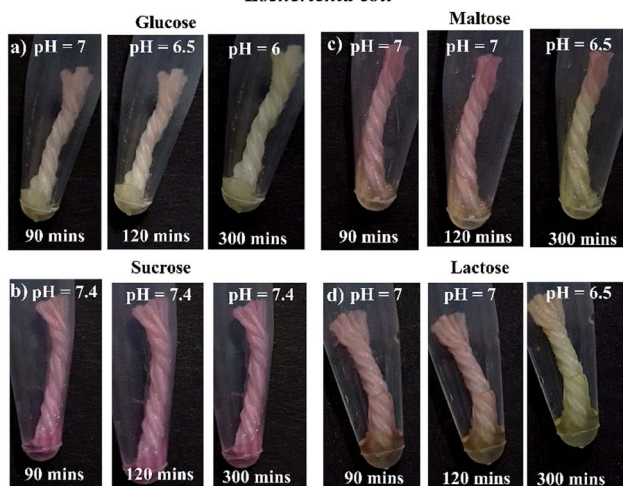 Glucose
Maltose
a) pH = 7 pH = 6.5 pH = 6
c) pH = 7 pH = 7 pH = 6.5
90 mins 120 mins 300 mins
90 mins 120 mins 300 mins
Sucrose
Lactose
b) pH = 7.4 pH = 7.4 pH = 7.4
d) pH = 7 pH = 7 pH = 6.5
90 mins 120 mins 300 mins
90 mins 120 mins 300 mins